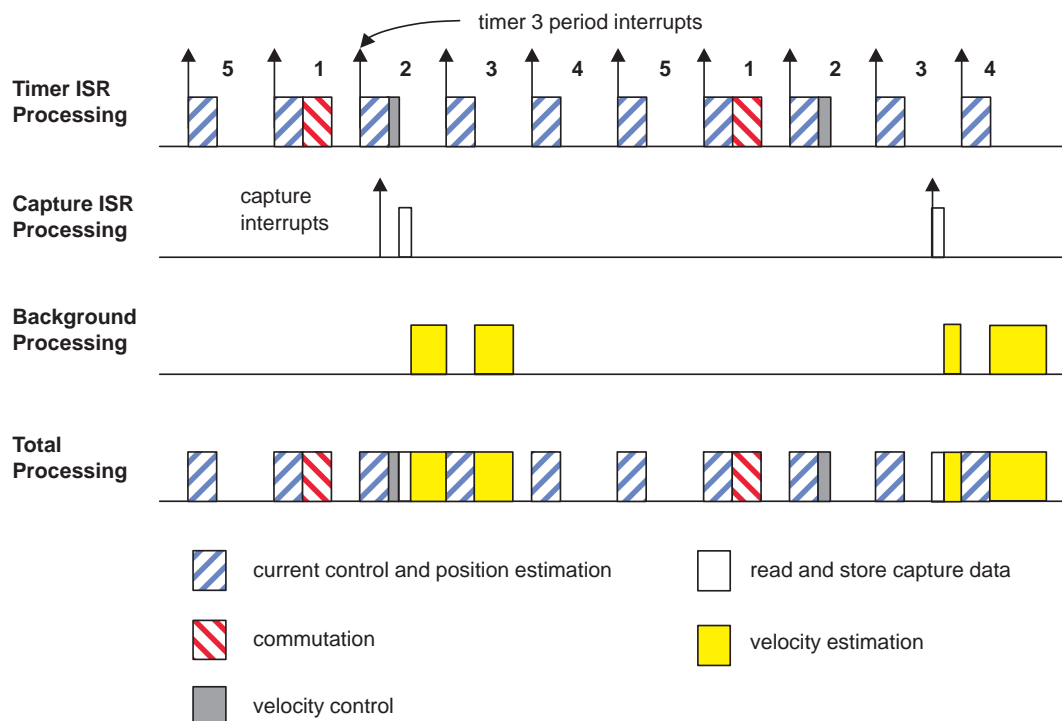 timer 3 period interrupts
5 1 2 3 4 5 1 2 3 4
Timer ISR
Processing
Capture ISR
Processing
capture
interrupts
Background
Processing
Total
Processing
current control and position estimation
read and store capture data
commutation
velocity estimation
velocity control